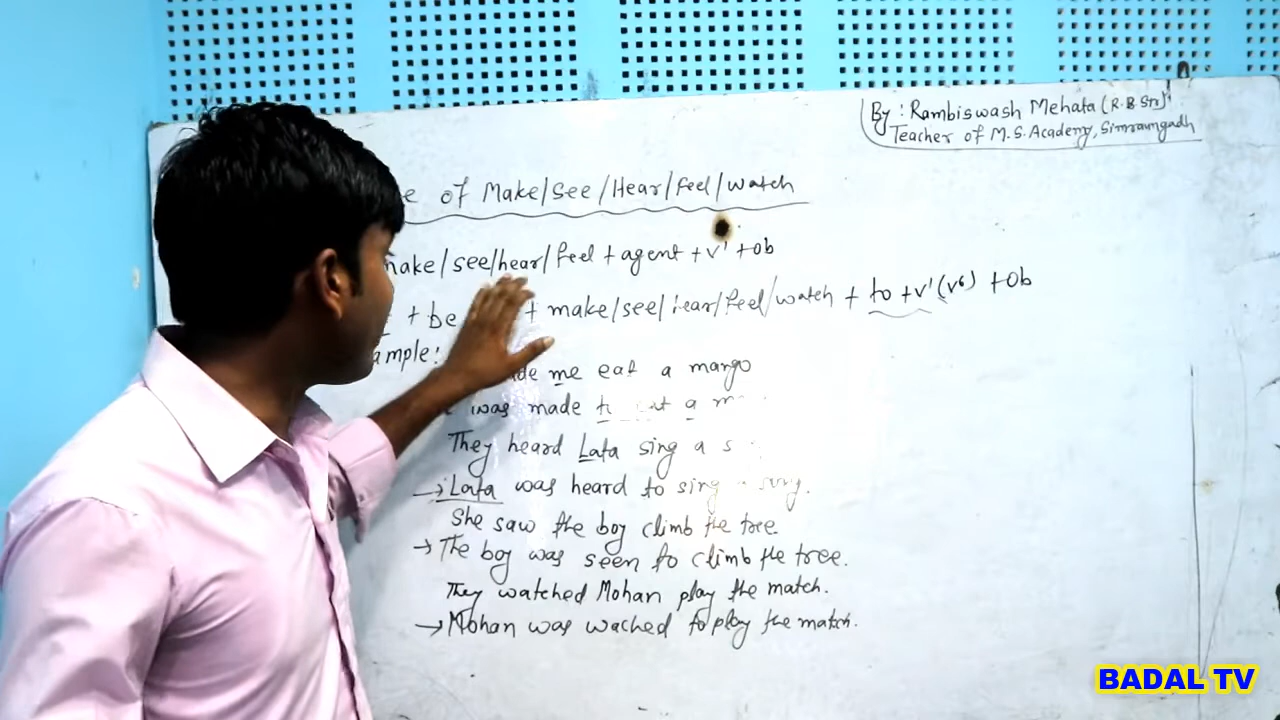 By : Rambiswash Mehata (R.B Sir)
Teacher of M.S. Academy, Simraungadh
of Make/See/Hear/Feel/Watch
make/see/hear/feel + agent + v¹ + ob
+ be + make/see/hear/feel/watch + to + v¹ (v⁶) + Ob
me eat a mango
was made a
They heard Lata sing a
→ Lata was heard to sing song.
She saw the boy climb the tree.
→ The boy was seen to climb the tree.
They watched Mohan play the match.
→ Mohan was wached to play the match.
BADAL TV